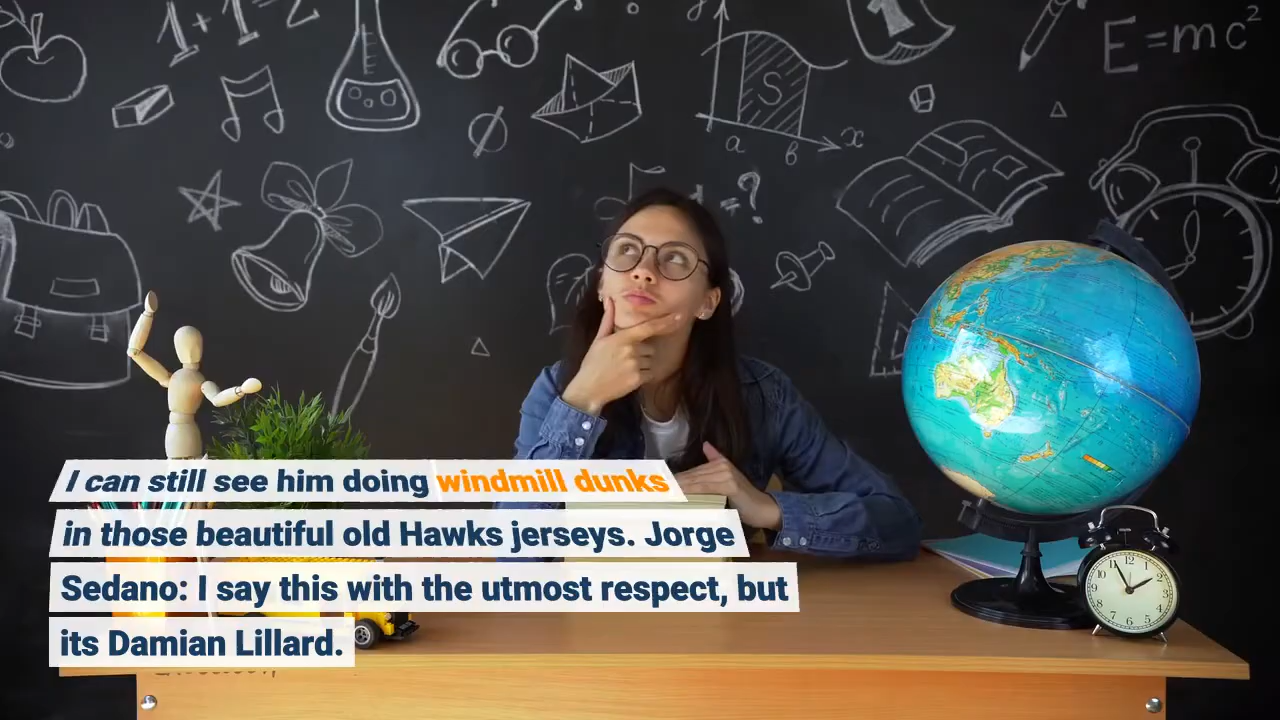 1+1=2
E=mc²
S
a
b
x
y
?
I can still see him doing windmill dunks
in those beautiful old Hawks jerseys. Jorge
Sedano: I say this with the utmost respect, but
its Damian Lillard.